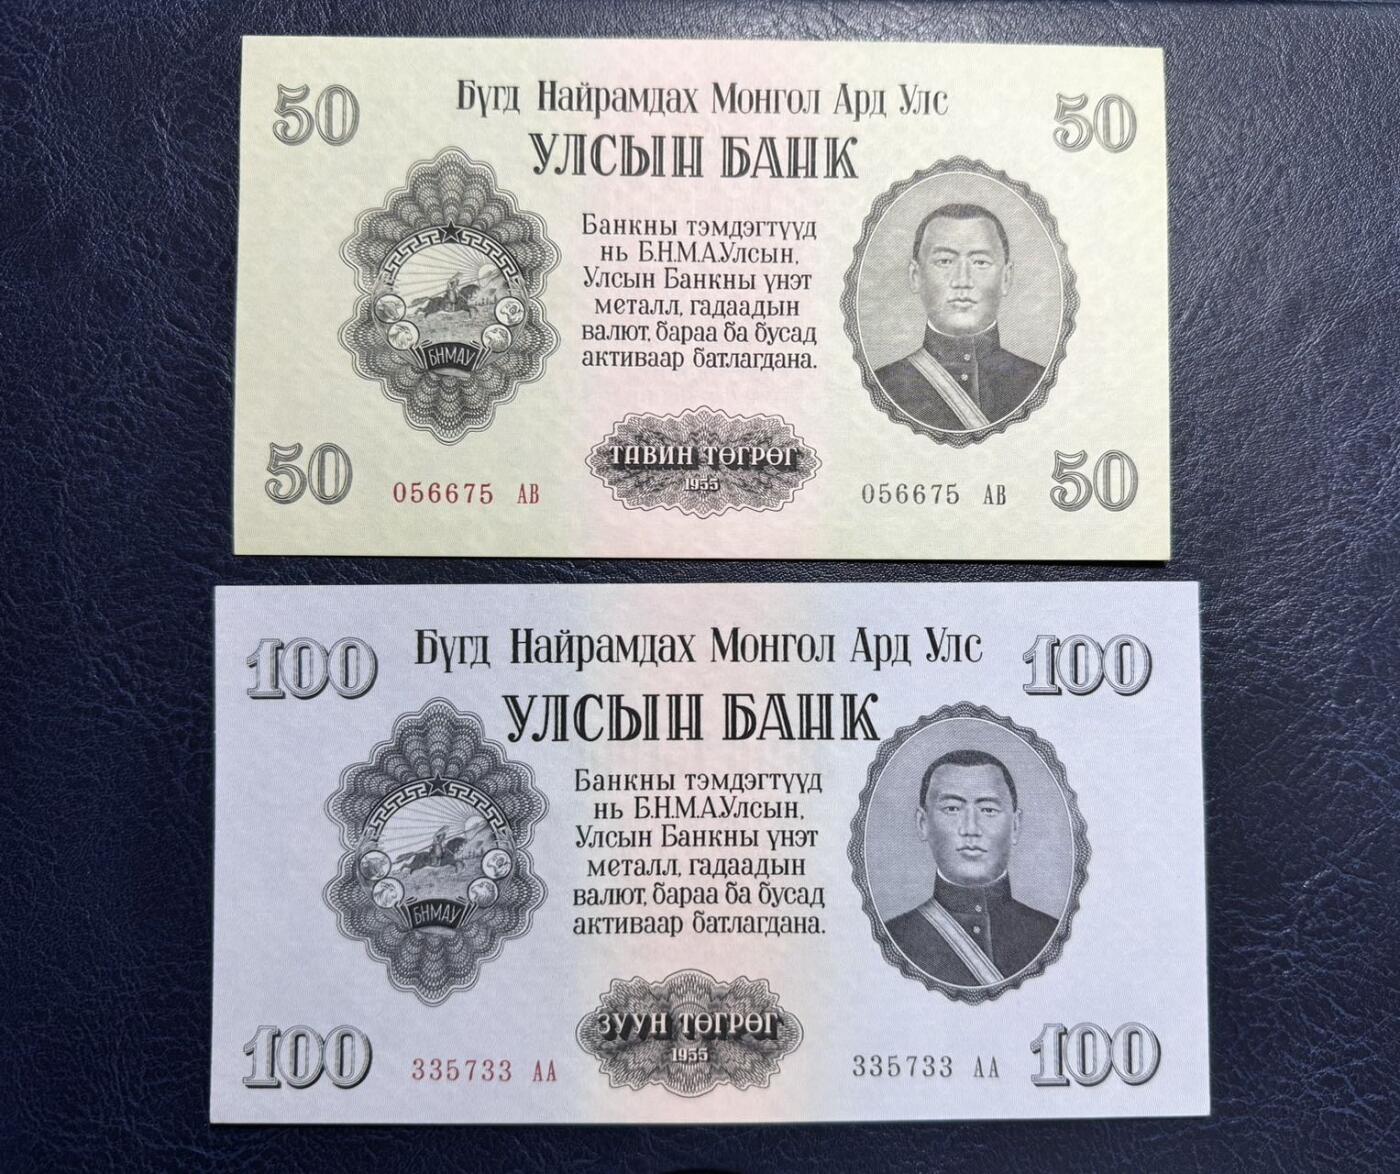 50
50
Бүгд Найрамдах Монгол Ард Улс
УЛСЫН БАНК
Банкны тэмдэгтүүд
нь Б.Н.М.А.Улсын,
Улсын Банкны үнэт
металл, гадаадын
валют, бараа ба бусад
активаар батлагдана.
БНМАУ
ТАВИН ТӨГРӨГ
1955
50
056675 АВ
056675 АВ
50
100
100
Бүгд Найрамдах Монгол Ард Улс
УЛСЫН БАНК
Банкны тэмдэгтүүд
нь Б.Н.М.А.Улсын,
Улсын Банкны үнэт
металл, гадаадын
валют, бараа ба бусад
активаар батлагдана.
БНМАУ
ЗУУН ТӨГРӨГ
1955
100
335733 АА
335733 АА
100